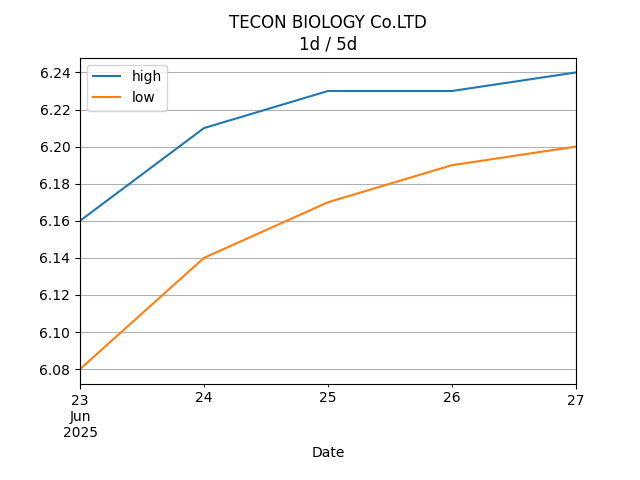 TECON BIOLOGY Co.LTD
1d / 5d
high
low
6.24
6.22
6.20
6.18
6.16
6.14
6.12
6.10
6.08
23 24 25 26 27
Jun
2025
Date